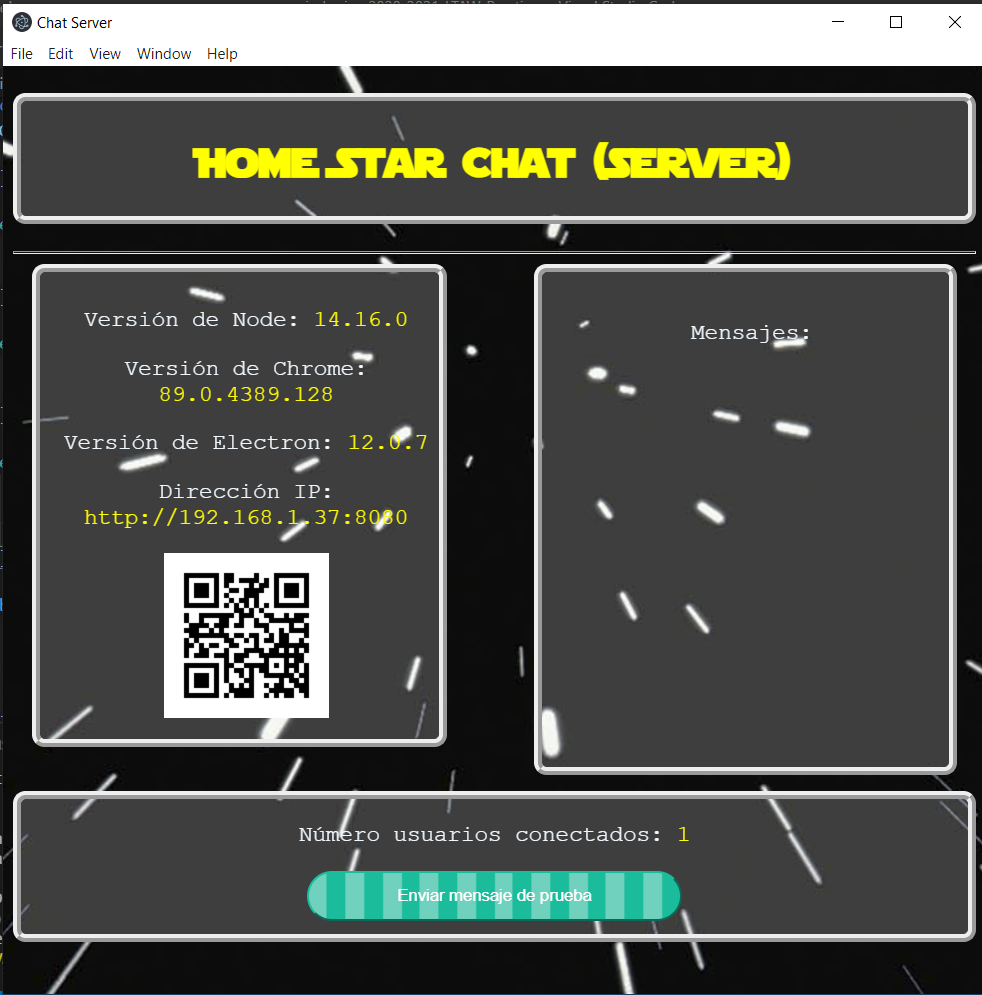 Chat Server
File Edit View Window Help
HOME STAR CHAT (SERVER)
Versión de Node: 14.16.0
Versión de Chrome:
89.0.4389.128
Versión de Electron: 12.0.7
Dirección IP:
http://192.168.1.37:8080
Mensajes:
Número usuarios conectados: 1
Enviar mensaje de prueba